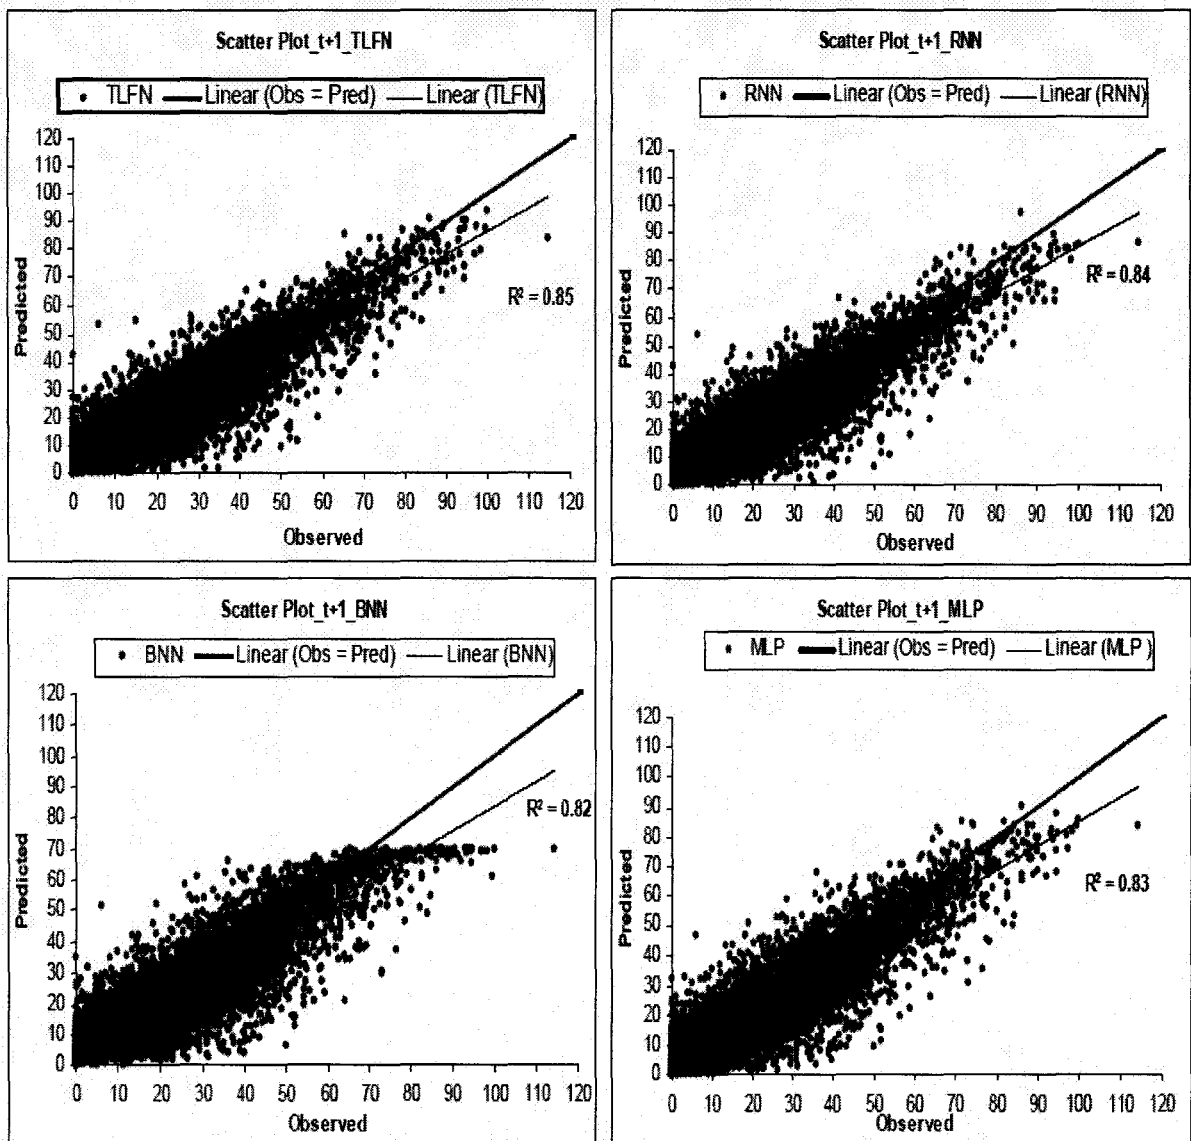 Scatter Plot_t+1_TLFN
TLFN Linear (Obs = Pred) Linear (TLFN)
120
110
100
90
80
70
60
50
40
30
20
10
0
Predicted
R² = 0.85
0 10 20 30 40 50 60 70 80 90 100 110 120
Observed
Scatter Plot_t+1_RNN
RNN Linear (Obs = Pred) Linear (RNN)
120
110
100
90
80
70
60
50
40
30
20
10
0
Predicted
R² = 0.84
0 10 20 30 40 50 60 70 80 90 100 110 120
Observed
Scatter Plot_t+1_BNN
BNN Linear (Obs = Pred) Linear (BNN)
120
110
100
90
80
70
60
50
40
30
20
10
0
Predicted
R² = 0.82
0 10 20 30 40 50 60 70 80 90 100 110 120
Observed
Scatter Plot_t+1_MLP
MLP Linear (Obs = Pred) Linear (MLP )
120
110
100
90
80
70
60
50
40
30
20
10
0
Predicted
R² = 0.83
0 10 20 30 40 50 60 70 80 90 100 110 120
Observed